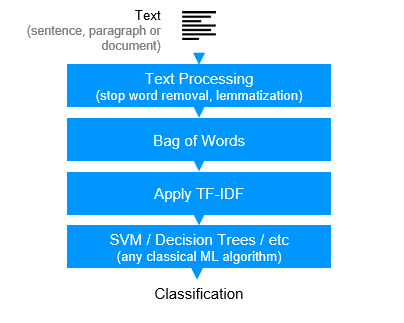 Text
(sentence, paragraph or
document)
Text Processing
(stop word removal, lemmatization)
Bag of Words
Apply TF-IDF
SVM / Decision Trees / etc
(any classical ML algorithm)
Classification